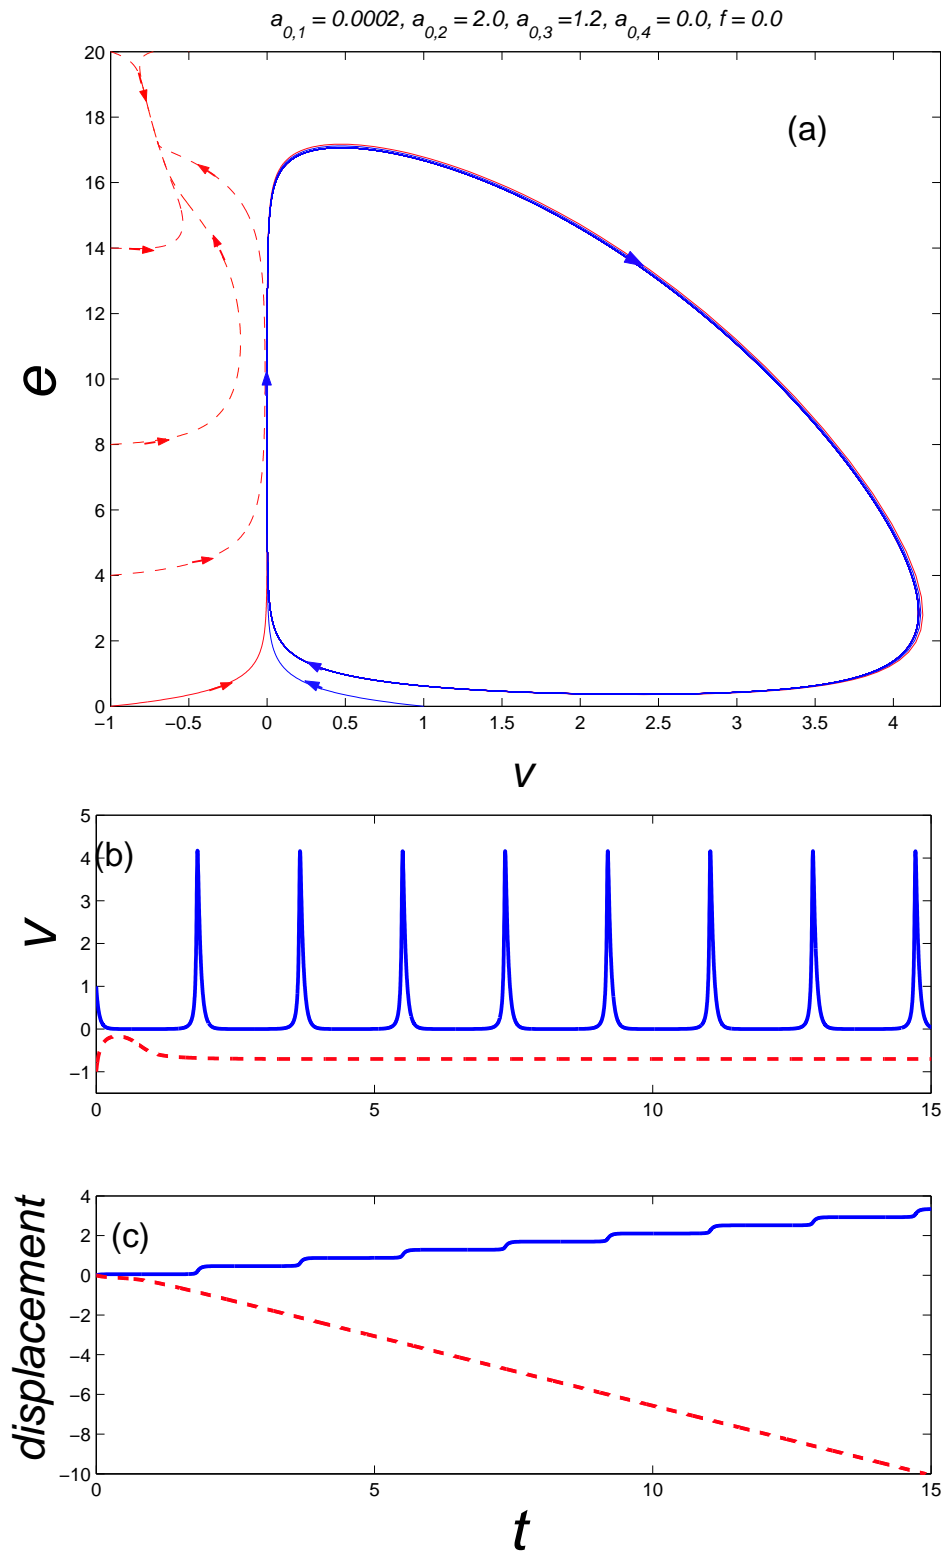 a0,1 = 0.0002, a0,2 = 2.0, a0,3 =1.2, a0,4 = 0.0, f = 0.0
(a)
20
18
16
14
12
10
8
6
4
2
0
e
−1 −0.5 0 0.5 1 1.5 2 2.5 3 3.5 4
v
(b)
5
4
3
2
1
0
−1
v
0 5 10 15
(c)
4
2
0
−2
−4
−6
−8
−10
displacement
0 5 10 15
t